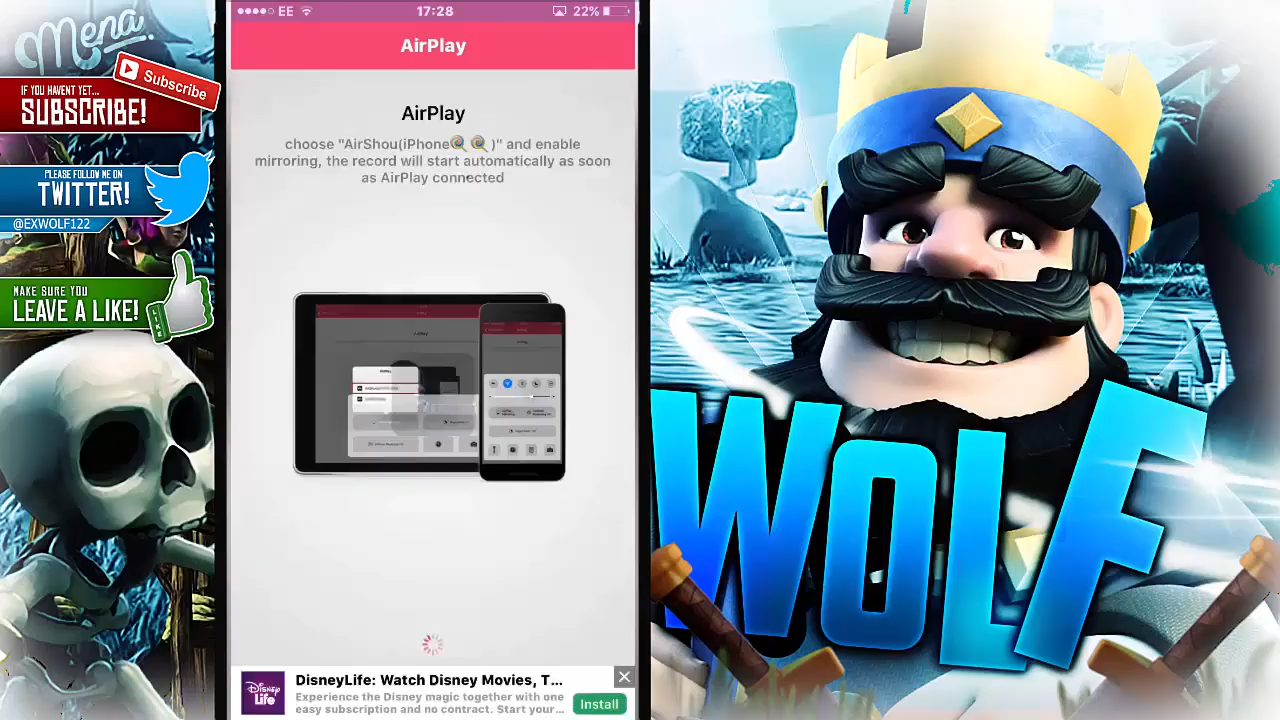 Mena.
Subscribe
IF YOU HAVENT YET...
SUBSCRIBE!
PLEASE FOLLOW ME ON
TWITTER!
@EXWOLF122
MAKE SURE YOU
LEAVE A LIKE!
LIKE
EE 17:28 22%
AirPlay
AirPlay
choose "AirShou(iPhone🍭🍭)" and enable
mirroring, the record will start automatically as soon
as AirPlay connected
Disney
Life
DisneyLife: Watch Disney Movies, T...
Experience the Disney magic together with one
easy subscription and no contract. Start your...
Install
WOLF